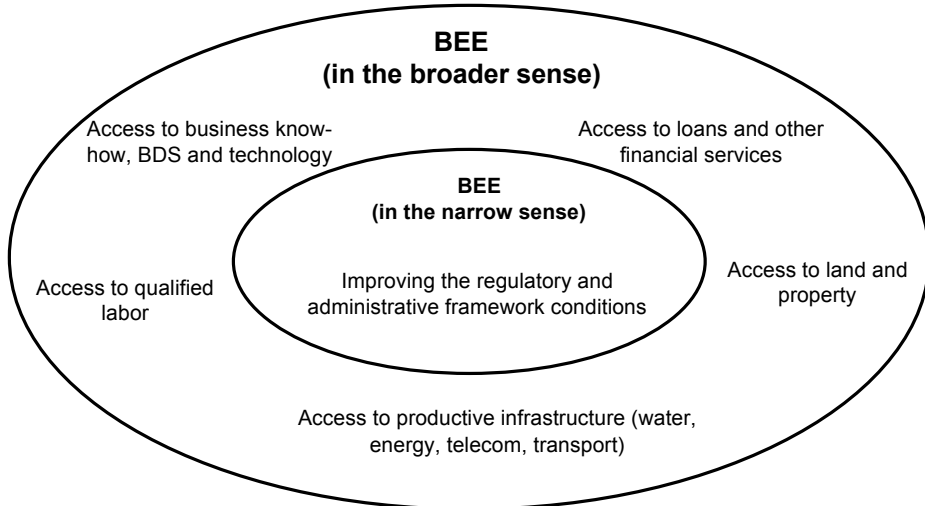 BEE
(in the broader sense)
Access to business know-
how, BDS and technology
Access to loans and other
financial services
BEE
(in the narrow sense)
Improving the regulatory and
administrative framework conditions
Access to qualified
labor
Access to land and
property
Access to productive infrastructure (water,
energy, telecom, transport)